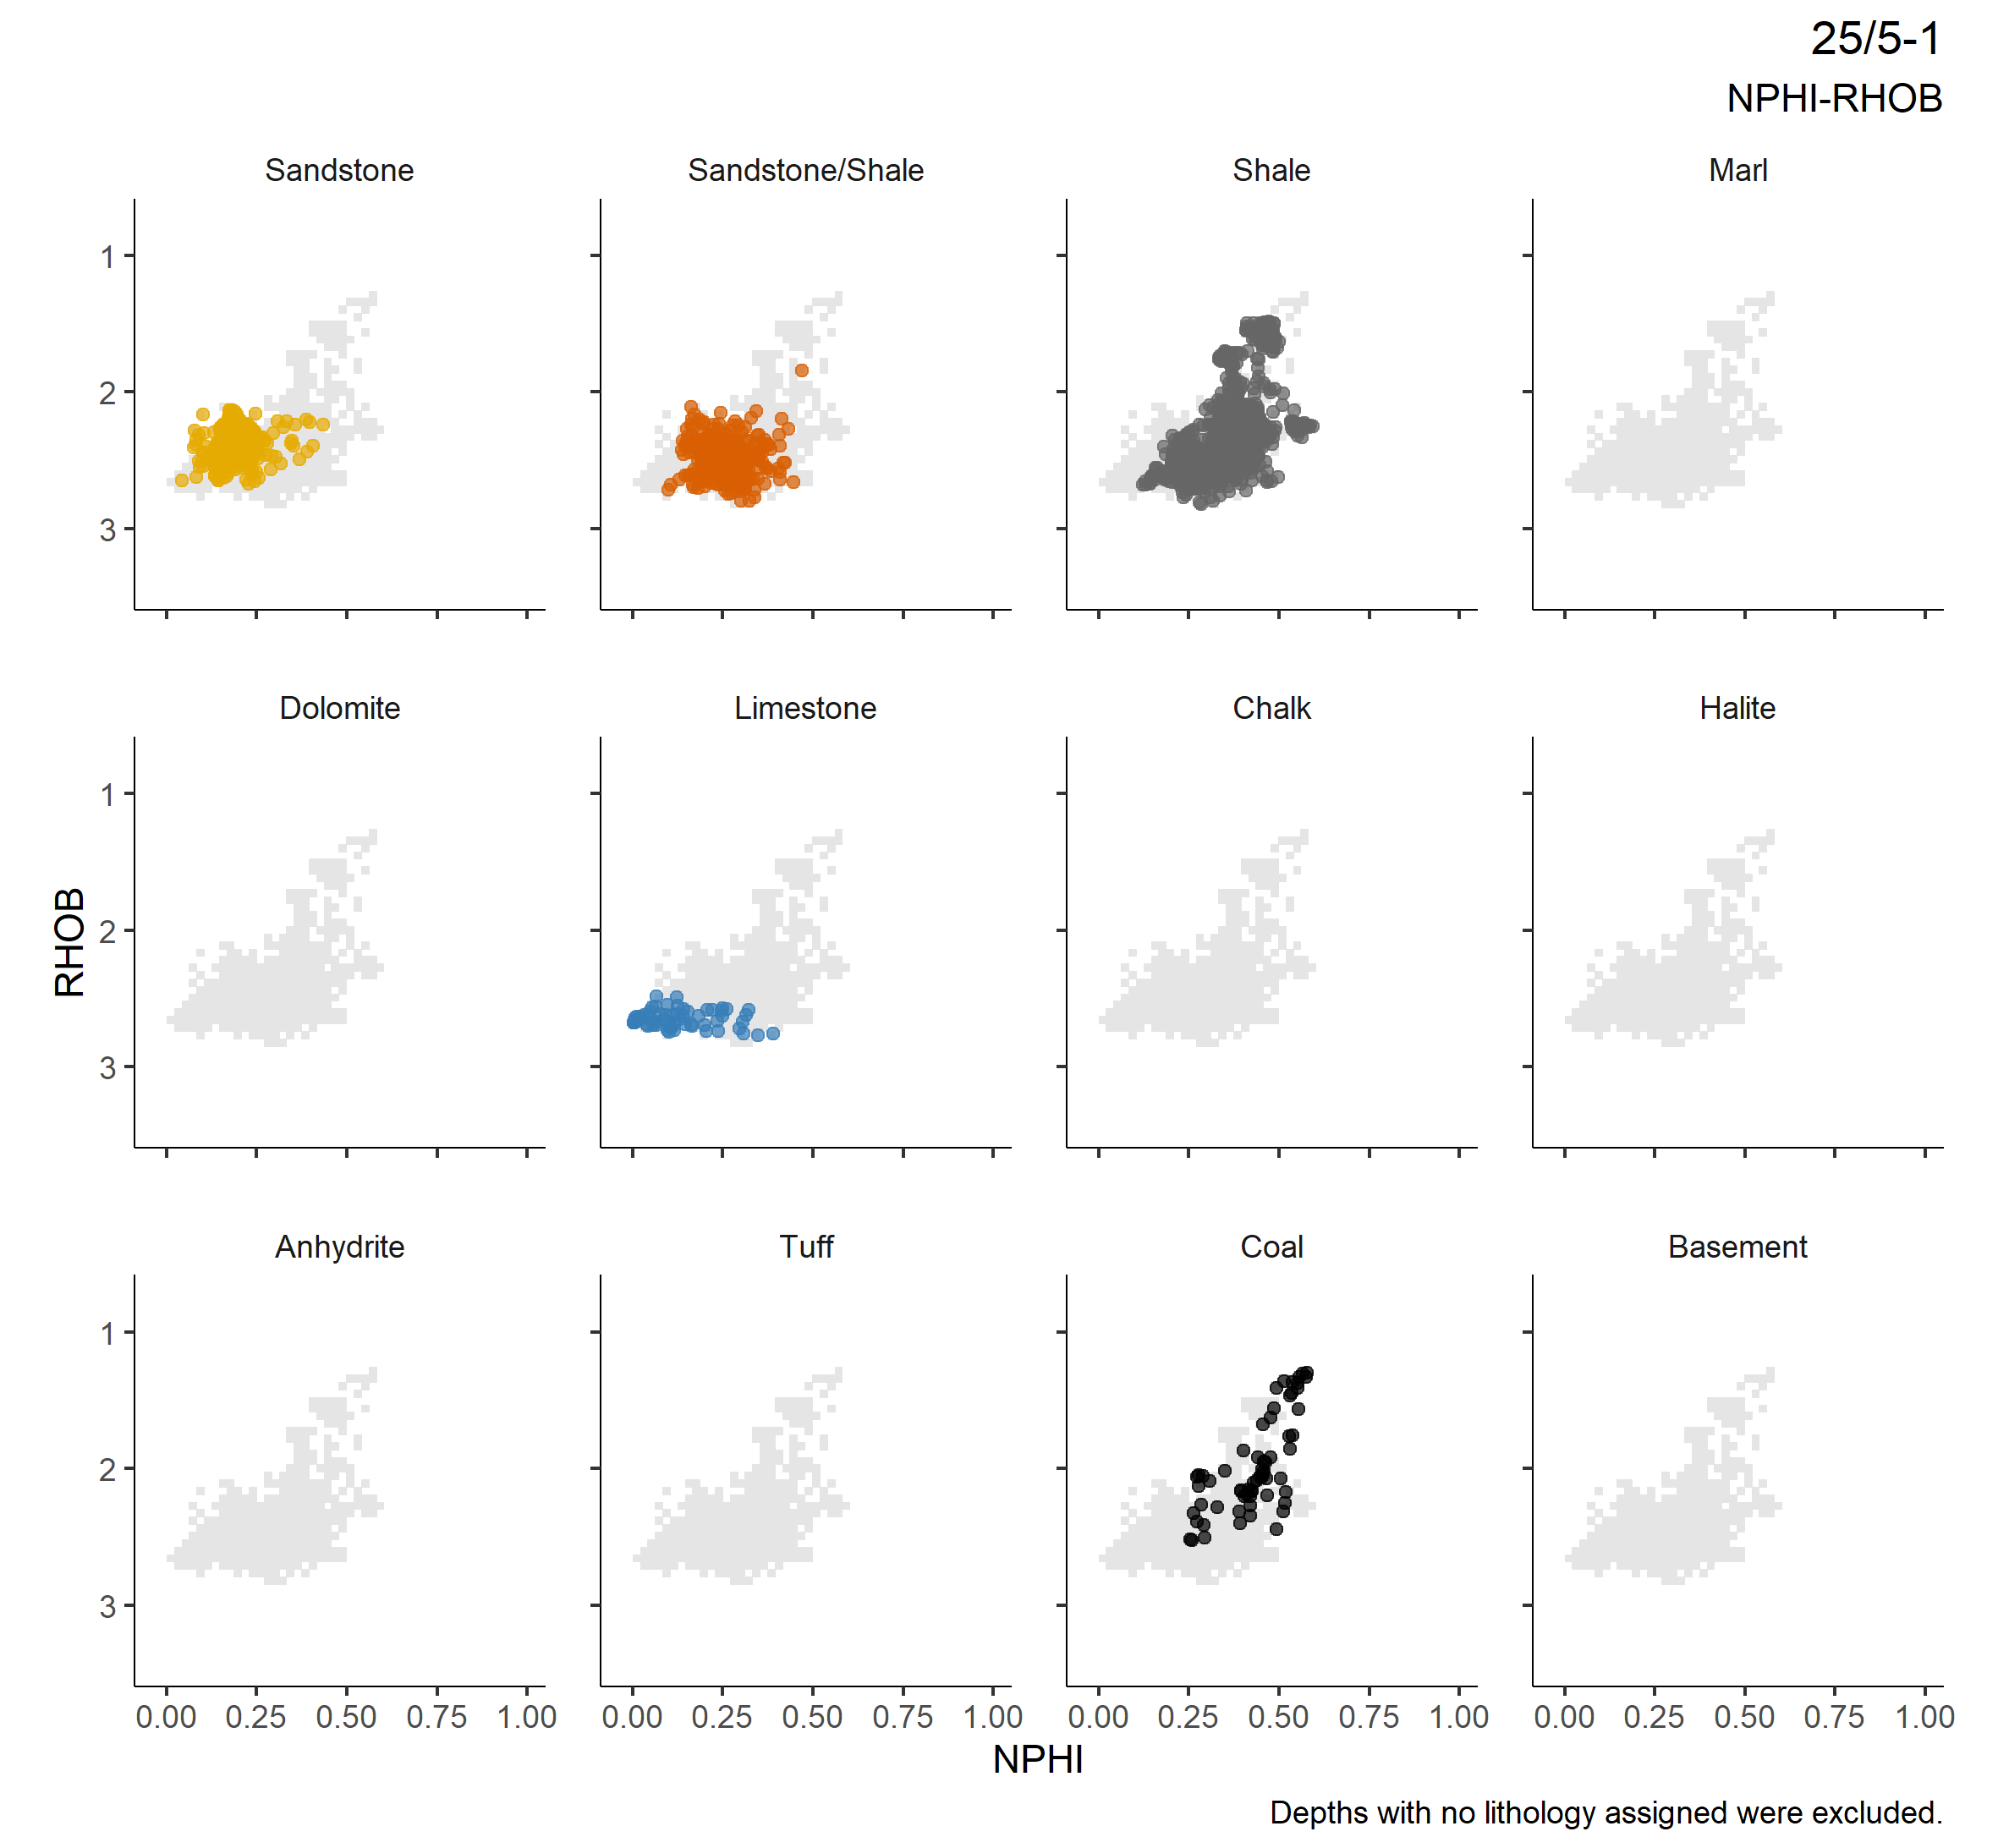 25/5-1
NPHI-RHOB
Sandstone
Sandstone/Shale
Shale
Marl
1
2
3
Dolomite
Limestone
Chalk
Halite
1
2
3
RHOB
Anhydrite
Tuff
Coal
Basement
1
2
3
0.00 0.25 0.50 0.75 1.00
0.00 0.25 0.50 0.75 1.00
0.00 0.25 0.50 0.75 1.00
0.00 0.25 0.50 0.75 1.00
NPHI
Depths with no lithology assigned were excluded.